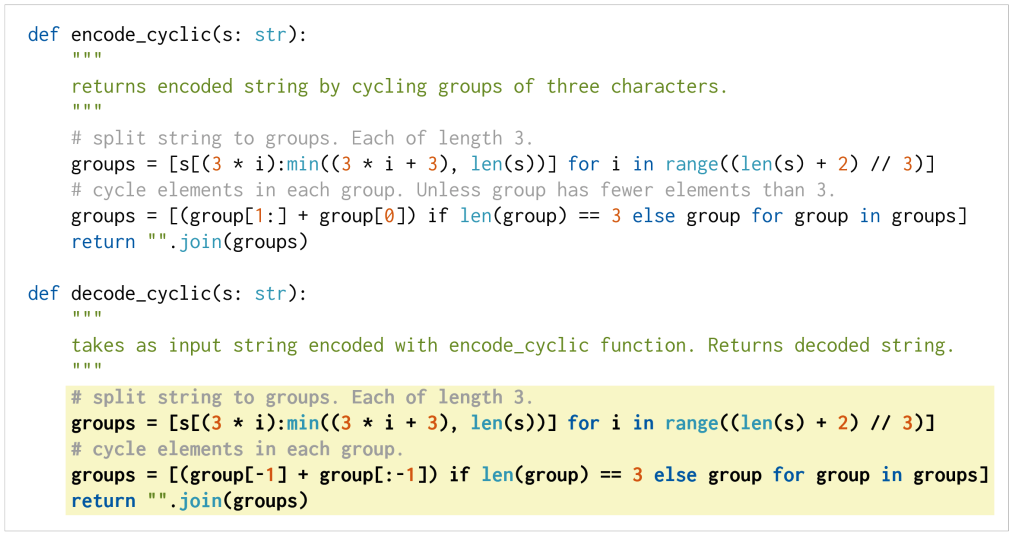 def encode_cyclic(s: str):
    """
    returns encoded string by cycling groups of three characters.
    """
    # split string to groups. Each of length 3.
    groups = [s[(3 * i):min((3 * i + 3), len(s))] for i in range((len(s) + 2) // 3)]
    # cycle elements in each group. Unless group has fewer elements than 3.
    groups = [(group[1:] + group[0]) if len(group) == 3 else group for group in groups]
    return "".join(groups)

def decode_cyclic(s: str):
    """
    takes as input string encoded with encode_cyclic function. Returns decoded string.
    """
    # split string to groups. Each of length 3.
    groups = [s[(3 * i):min((3 * i + 3), len(s))] for i in range((len(s) + 2) // 3)]
    # cycle elements in each group.
    groups = [(group[-1] + group[:-1]) if len(group) == 3 else group for group in groups]
    return "".join(groups)